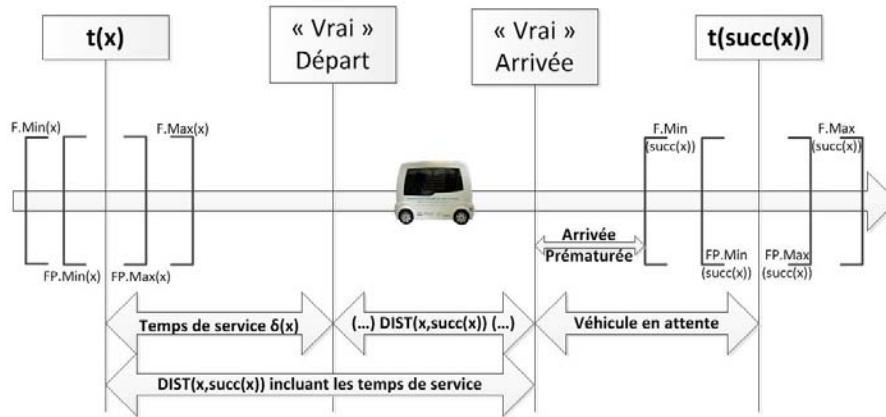 t(x)
« Vrai »
Départ
« Vrai »
Arrivée
t(succ(x))
F.Min(x)
F.Max(x)
F.Min
(succ(x))
F.Max
(succ(x))
FP.Min(x)
FP.Max(x)
Arrivée
Prématurée
FP.Min
(succ(x))
FP.Max
(succ(x))
Temps de service δ(x)
(...) DIST(x,succ(x)) (...)
Véhicule en attente
DIST(x,succ(x)) incluant les temps de service